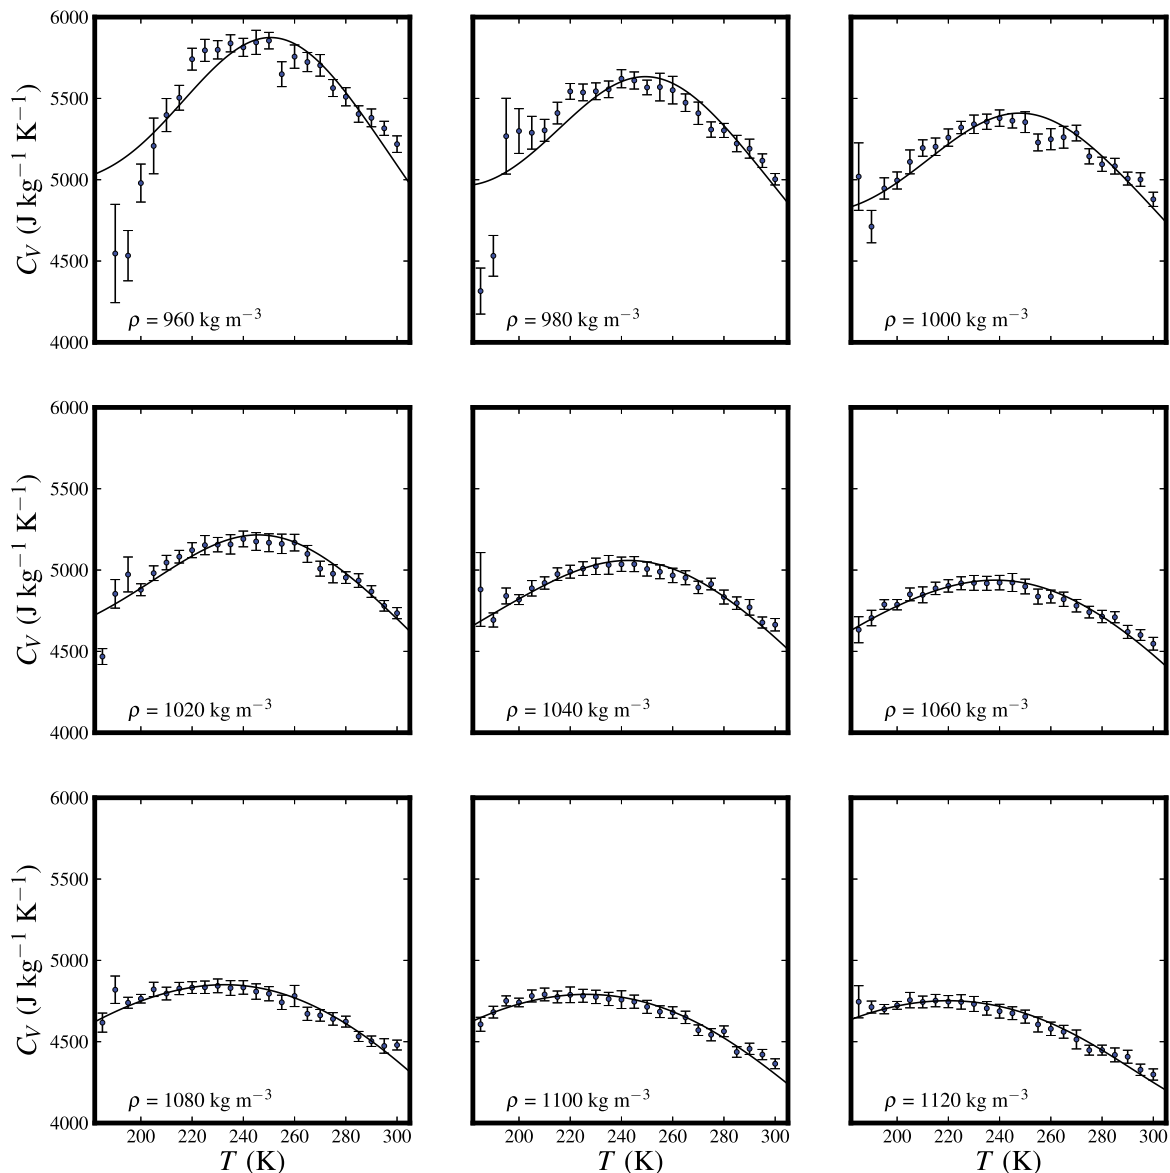 6000
5500
5000
4500
4000
C_V (J kg⁻¹ K⁻¹)
ρ = 960 kg m⁻³
ρ = 980 kg m⁻³
ρ = 1000 kg m⁻³
6000
5500
5000
4500
4000
C_V (J kg⁻¹ K⁻¹)
ρ = 1020 kg m⁻³
ρ = 1040 kg m⁻³
ρ = 1060 kg m⁻³
6000
5500
5000
4500
4000
C_V (J kg⁻¹ K⁻¹)
ρ = 1080 kg m⁻³
ρ = 1100 kg m⁻³
ρ = 1120 kg m⁻³
200 220 240 260 280 300
200 220 240 260 280 300
200 220 240 260 280 300
T (K)
T (K)
T (K)